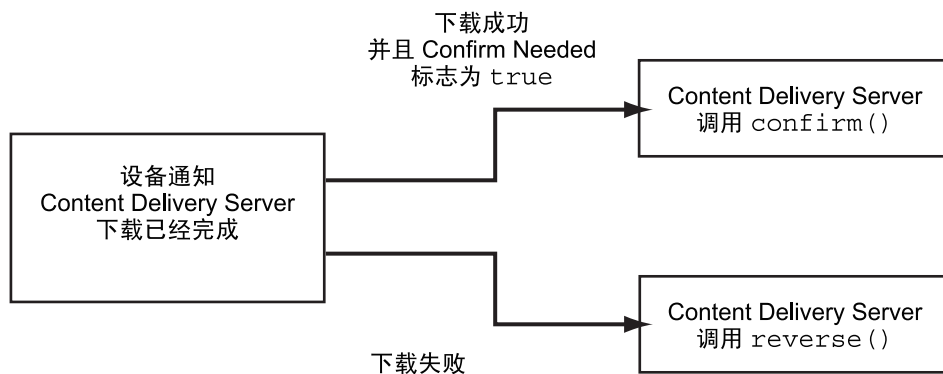 下载成功
并且 Confirm Needed
标志为 true
Content Delivery Server
调用 confirm()
设备通知
Content Delivery Server
下载已经完成
Content Delivery Server
调用 reverse()
下载失败